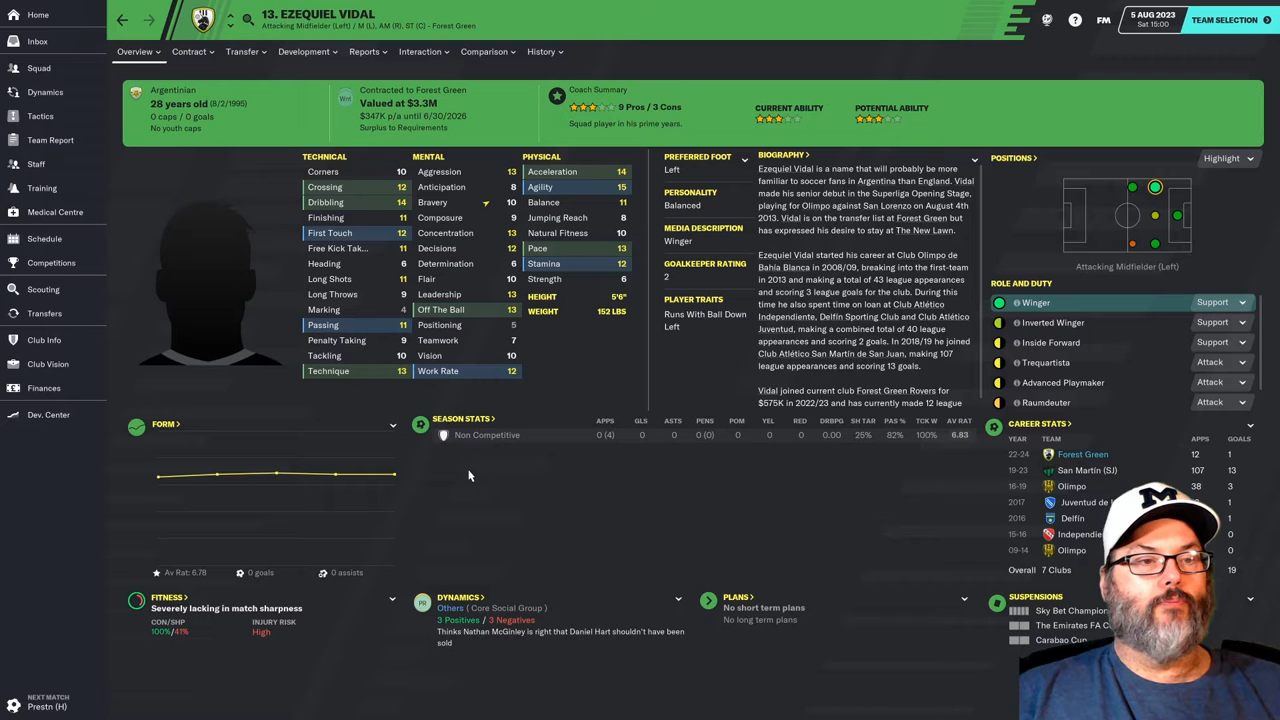 Home
Inbox
Squad
Dynamics
Tactics
Team Report
Staff
Training
Medical Centre
Schedule
Competitions
Scouting
Transfers
Club Info
Club Vision
Finances
Dev. Center
NEXT MATCH
Prestn (H)
13. EZEQUIEL VIDAL
Attacking Midfielder (Left) / M (L), AM (R), ST (C) - Forest Green
FM
5 AUG 2023
Sat 15:00
TEAM SELECTION
Overview Contract Transfer Development Reports Interaction Comparison History
Argentinian
28 years old (8/2/1995)
0 caps / 0 goals
No youth caps
Wnt
Contracted to Forest Green
Valued at $3.3M
$347K p/a until 6/30/2026
Surplus to Requirements
Coach Summary
9 Pros / 3 Cons
Squad player in his prime years.
CURRENT ABILITY
POTENTIAL ABILITY
TECHNICAL
Corners 10
Crossing 12
Dribbling 14
Finishing 11
First Touch 12
Free Kick Tak... 11
Heading 6
Long Shots 11
Long Throws 9
Marking 4
Passing 11
Penalty Taking 9
Tackling 10
Technique 13
MENTAL
Aggression 13
Anticipation 8
Bravery 10
Composure 9
Concentration 13
Decisions 12
Determination 6
Flair 10
Leadership 13
Off The Ball 13
Positioning 5
Teamwork 7
Vision 10
Work Rate 12
PHYSICAL
Acceleration 14
Agility 15
Balance 11
Jumping Reach 8
Natural Fitness 10
Pace 13
Stamina 12
Strength 6
HEIGHT 5'6"
WEIGHT 152 LBS
PREFERRED FOOT
Left
PERSONALITY
Balanced
MEDIA DESCRIPTION
Winger
GOALKEEPER RATING
2
PLAYER TRAITS
Runs With Ball Down
Left
BIOGRAPHY
Ezequiel Vidal is a name that will probably be more
familiar to soccer fans in Argentina than England. Vidal
made his senior debut in the Superliga Opening Stage,
playing for Olimpo against San Lorenzo on August 4th
2013. Vidal is on the transfer list at Forest Green but
has expressed his desire to stay at The New Lawn.
Ezequiel Vidal started his career at Club Olimpo de
Bahía Blanca in 2008/09, breaking into the first-team
in 2013 and making a total of 43 league appearances
and scoring 3 league goals for the club. During this
time he also spent time on loan at Club Atlético
Independiente, Delfín Sporting Club and Club Atlético
Juventud, making a combined total of 40 league
appearances and scoring 2 goals. In 2018/19 he joined
Club Atlético San Martín de San Juan, making 107
league appearances and scoring 13 goals.
Vidal joined current club Forest Green Rovers for
$575K in 2022/23 and has currently made 12 league
POSITIONS
Highlight
Attacking Midfielder (Left)
ROLE AND DUTY
Winger Support
Inverted Winger Support
Inside Forward Support
Trequartista Attack
Advanced Playmaker Attack
Raumdeuter Attack
FORM
Av Rat: 6.78 0 goals 0 assists
SEASON STATS APPS GLS ASTS PENS POM YEL RED DRBPG SH TAR PAS % TCK W AV RAT
Non Competitive 0 (4) 0 0 0 (0) 0 0 0 0.00 25% 82% 100% 6.83
CAREER STATS
YEAR TEAM APPS GOALS
22-24 Forest Green 12 1
19-23 San Martín (SJ) 107 13
16-19 Olimpo 38 3
2017 Juventud de 1
2016 Delfín 1
15-16 Independie 0
09-14 Olimpo 0
Overall 7 Clubs 19
FITNESS
Severely lacking in match sharpness
CON/SHP
100%/41%
INJURY RISK
High
DYNAMICS
PR
Others ( Core Social Group )
3 Positives / 3 Negatives
Thinks Nathan McGinley is right that Daniel Hart shouldn't have been
sold
PLANS
No short term plans
No long term plans
SUSPENSIONS
Sky Bet Champion
The Emirates FA C
Carabao Cup
M